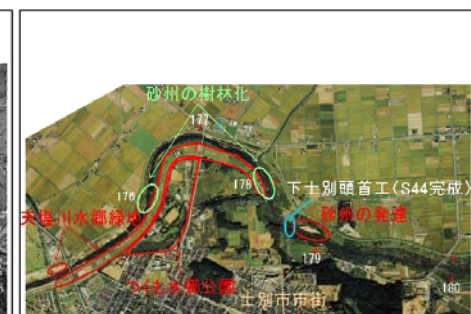 砂州の樹林化
177
176
178
下士別頭首工(S44完成)
天塩川水郷緑地
砂州の発達
179
つくも水郷公園
士別市市街
180